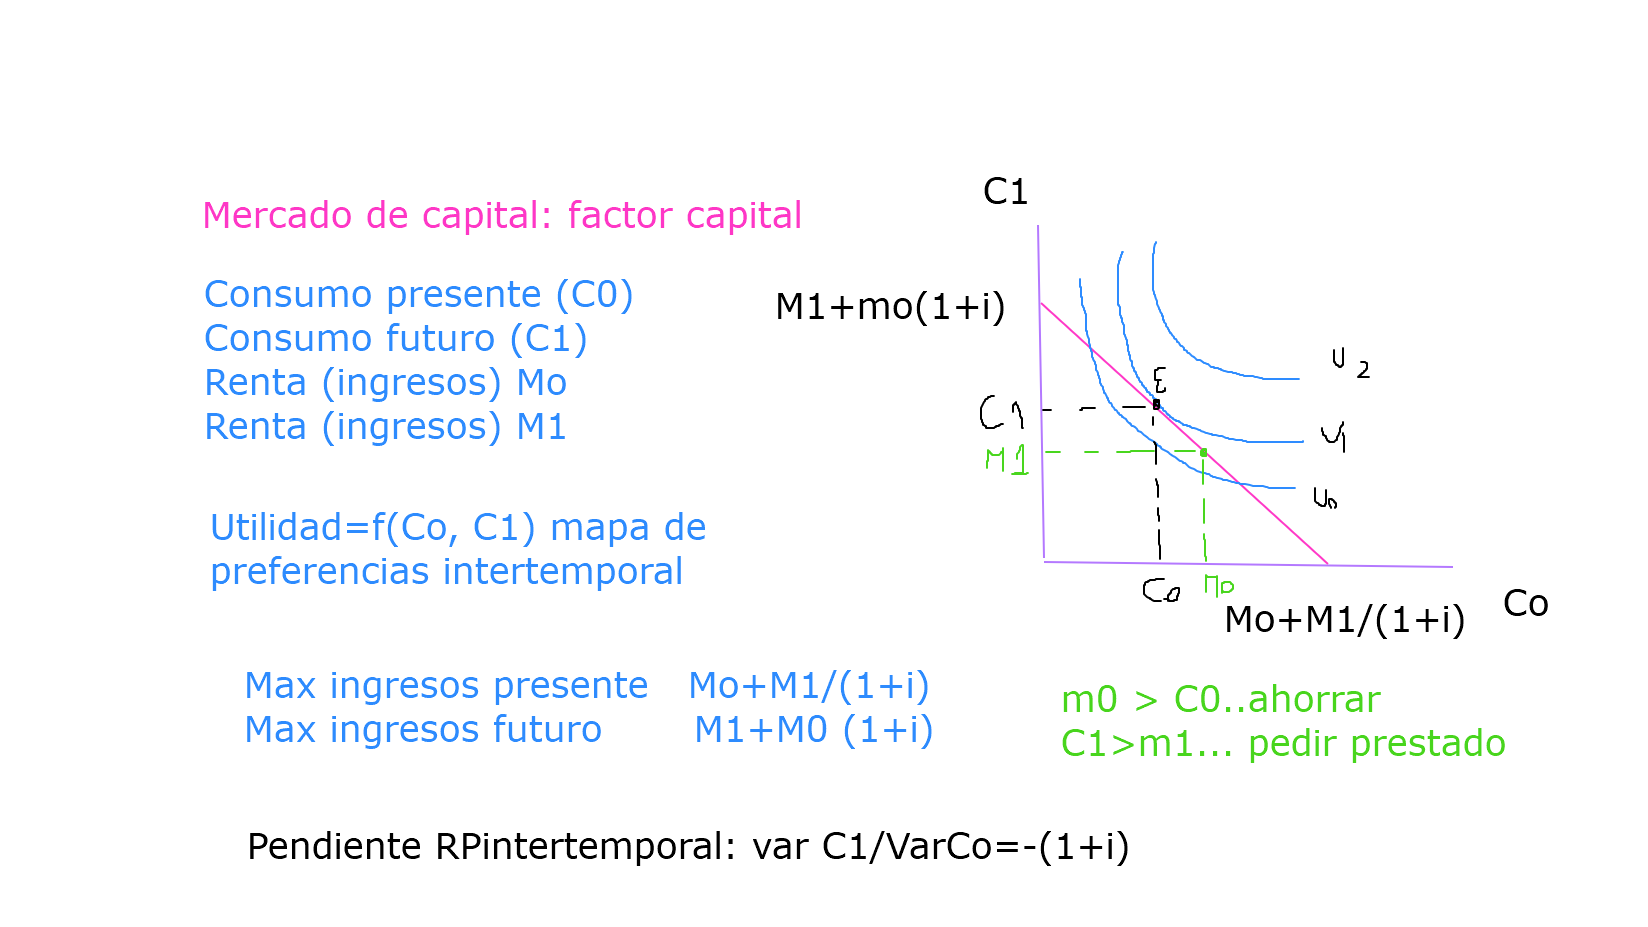 Mercado de capital: factor capital
Consumo presente (C0)
Consumo futuro (C1)
Renta (ingresos) Mo
Renta (ingresos) M1
Utilidad=f(Co, C1) mapa de
preferencias intertemporal
Max ingresos presente Mo+M1/(1+i)
Max ingresos futuro M1+M0 (1+i)
Pendiente RPintertemporal: var C1/VarCo=-(1+i)
C1
M1+mo(1+i)
U2
E
C1
U1
M1
U0
C0
M0
Co
Mo+M1/(1+i)
m0 > C0..ahorrar
C1>m1... pedir prestado